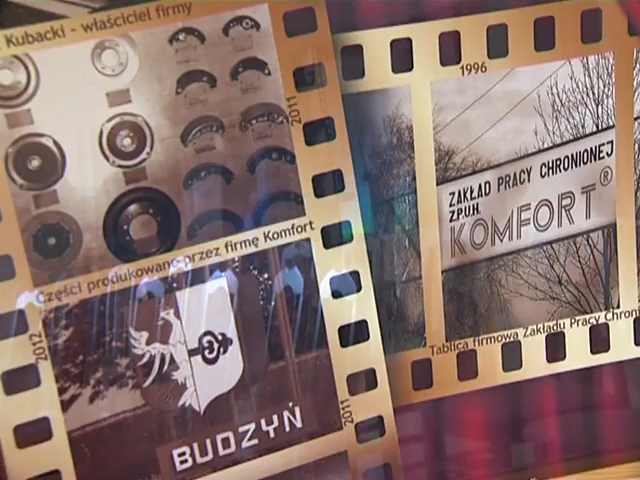 Kubacki - właściciel firmy
2011
Części produkowane przez firmę Komfort
2012
BUDZYŃ
2011
1996
ZAKŁAD PRACY CHRONIONEJ
Z.P.U.H.
KOMFORT®
Tablica firmowa Zakładu Pracy Chroni